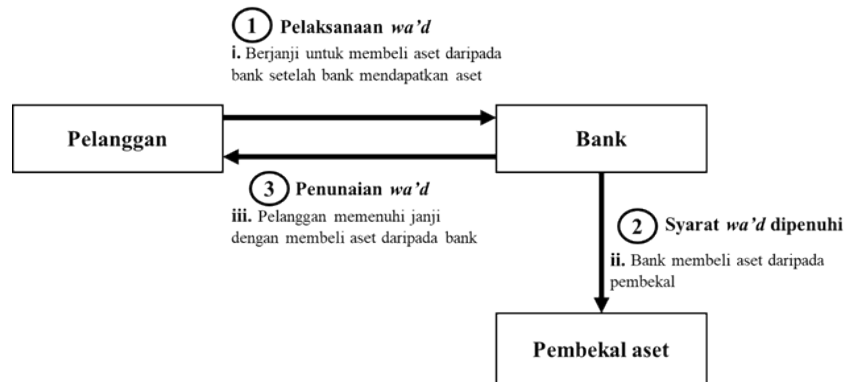 1 Pelaksanaan wa’d
i. Berjanji untuk membeli aset daripada
bank setelah bank mendapatkan aset
Pelanggan
Bank
3 Penunaian wa’d
iii. Pelanggan memenuhi janji
dengan membeli aset daripada bank
2 Syarat wa’d dipenuhi
ii. Bank membeli aset daripada
pembekal
Pembekal aset